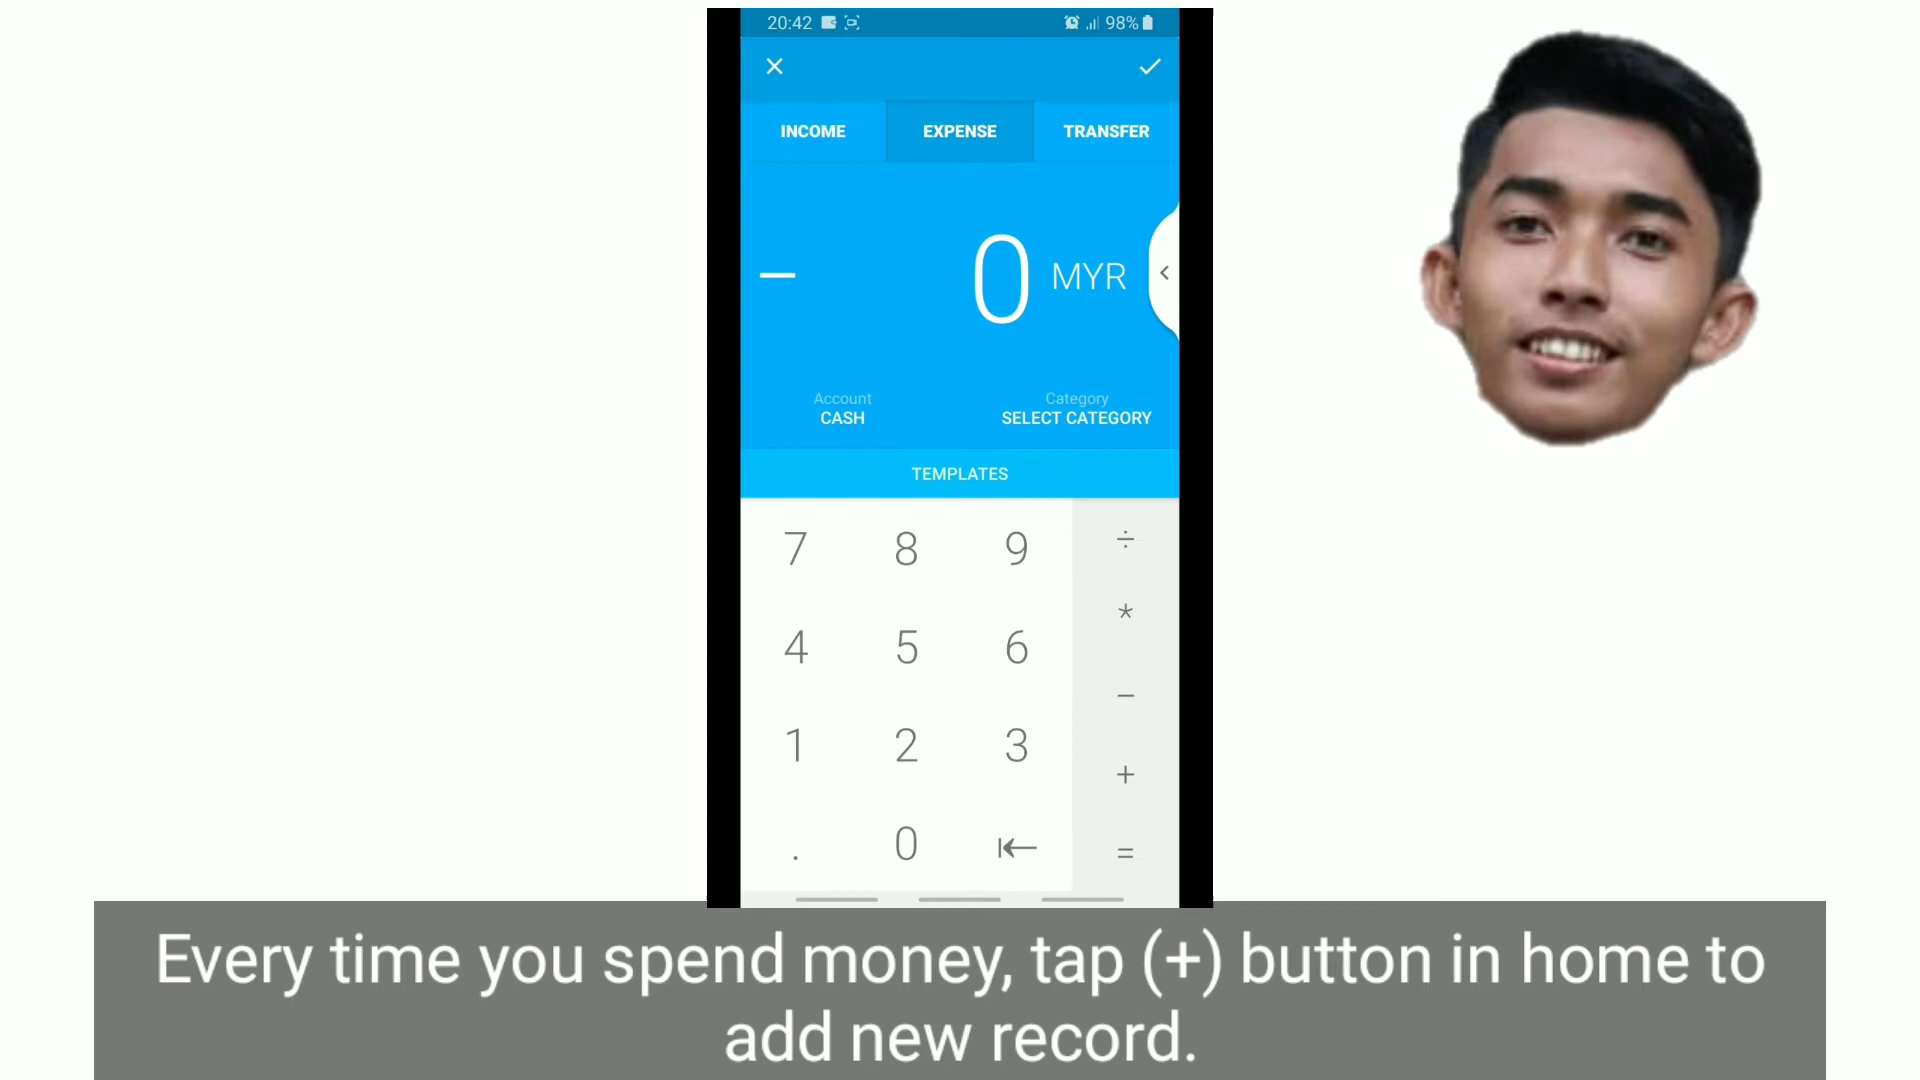 20:42 98%
INCOME EXPENSE TRANSFER
0 MYR
Account Category
CASH SELECT CATEGORY
TEMPLATES
7 8 9 ÷
4 5 6 *
−
1 2 3 +
. 0 =
Every time you spend money, tap (+) button in home to
add new record.